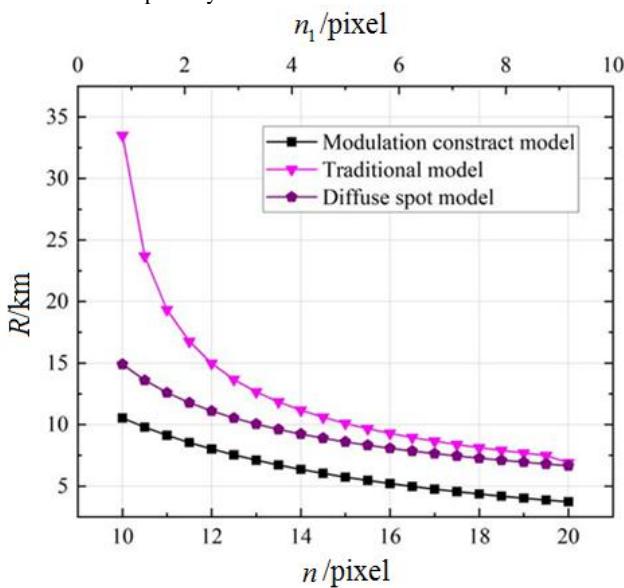 n₁/pixel
0 2 4 6 8 10
35
30
25
20
15
10
5
R/km
Modulation constract model
Traditional model
Diffuse spot model
10 12 14 16 18 20
n/pixel